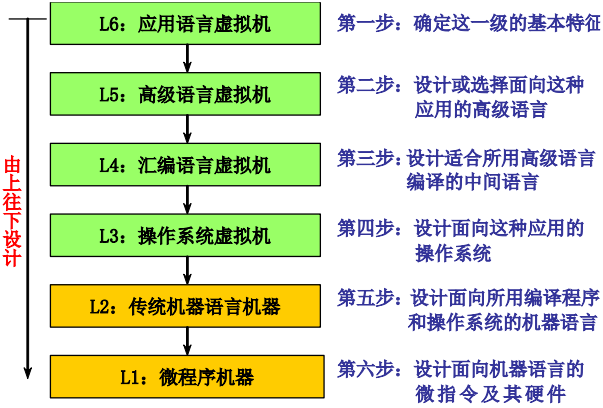 L6：应用语言虚拟机
第一步：确定这一级的基本特征
L5：高级语言虚拟机
第二步：设计或选择面向这种
应用的高级语言
L4：汇编语言虚拟机
第三步：设计适合所用高级语言
编译的中间语言
由上往下设计
L3：操作系统虚拟机
第四步：设计面向这种应用的
操作系统
L2：传统机器语言机器
第五步：设计面向所用编译程序
和操作系统的机器语言
L1：微程序机器
第六步：设计面向机器语言的
微指令及其硬件